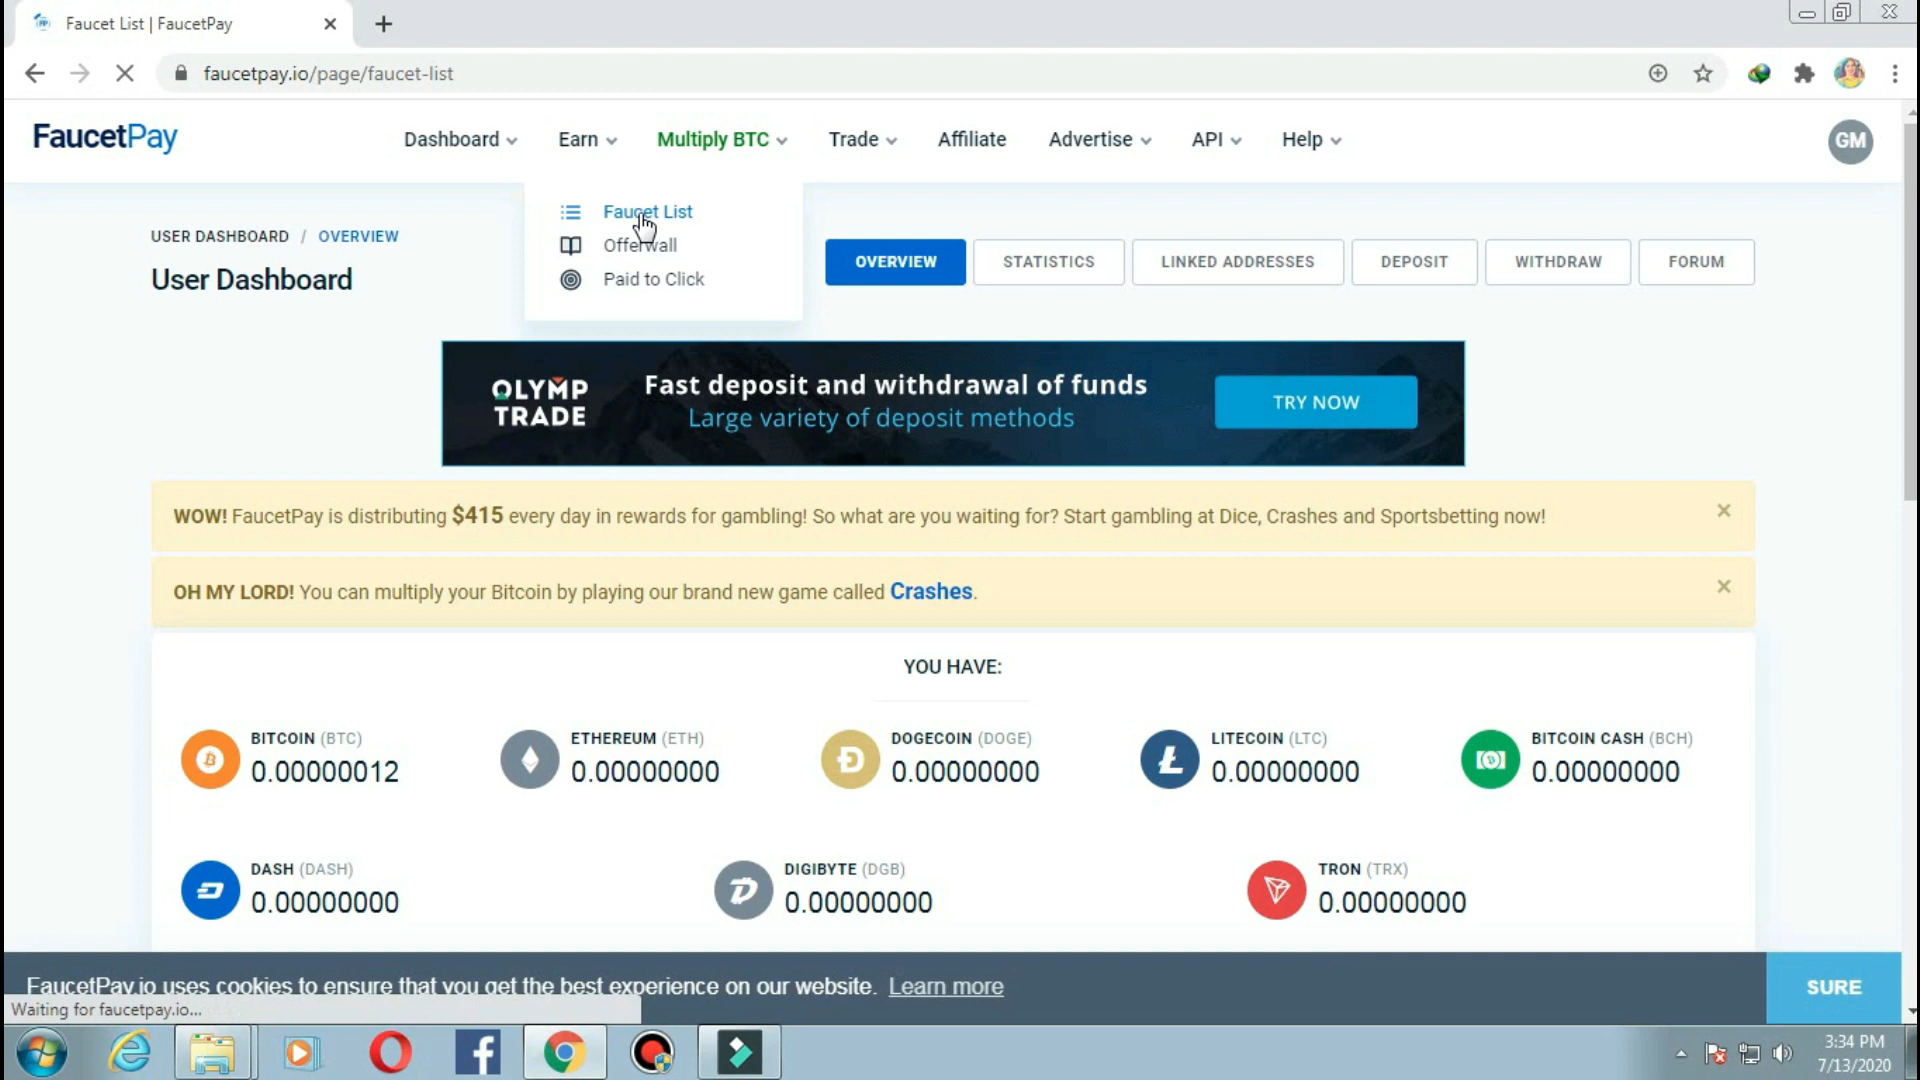 Faucet List | FaucetPay
faucetpay.io/page/faucet-list
FaucetPay
Dashboard
Earn
Multiply BTC
Trade
Affiliate
Advertise
API
Help
GM
Faucet List
Offerwall
Paid to Click
USER DASHBOARD / OVERVIEW
User Dashboard
OVERVIEW
STATISTICS
LINKED ADDRESSES
DEPOSIT
WITHDRAW
FORUM
OLYMP
TRADE
Fast deposit and withdrawal of funds
Large variety of deposit methods
TRY NOW
WOW! FaucetPay is distributing $415 every day in rewards for gambling! So what are you waiting for? Start gambling at Dice, Crashes and Sportsbetting now!
OH MY LORD! You can multiply your Bitcoin by playing our brand new game called Crashes.
YOU HAVE:
BITCOIN (BTC)
0.00000012
ETHEREUM (ETH)
0.00000000
DOGECOIN (DOGE)
0.00000000
LITECOIN (LTC)
0.00000000
BITCOIN CASH (BCH)
0.00000000
DASH (DASH)
0.00000000
DIGIBYTE (DGB)
0.00000000
TRON (TRX)
0.00000000
FaucetPay.io uses cookies to ensure that you get the best experience on our website. Learn more
SURE
Waiting for faucetpay.io...
3:34 PM
7/13/2020